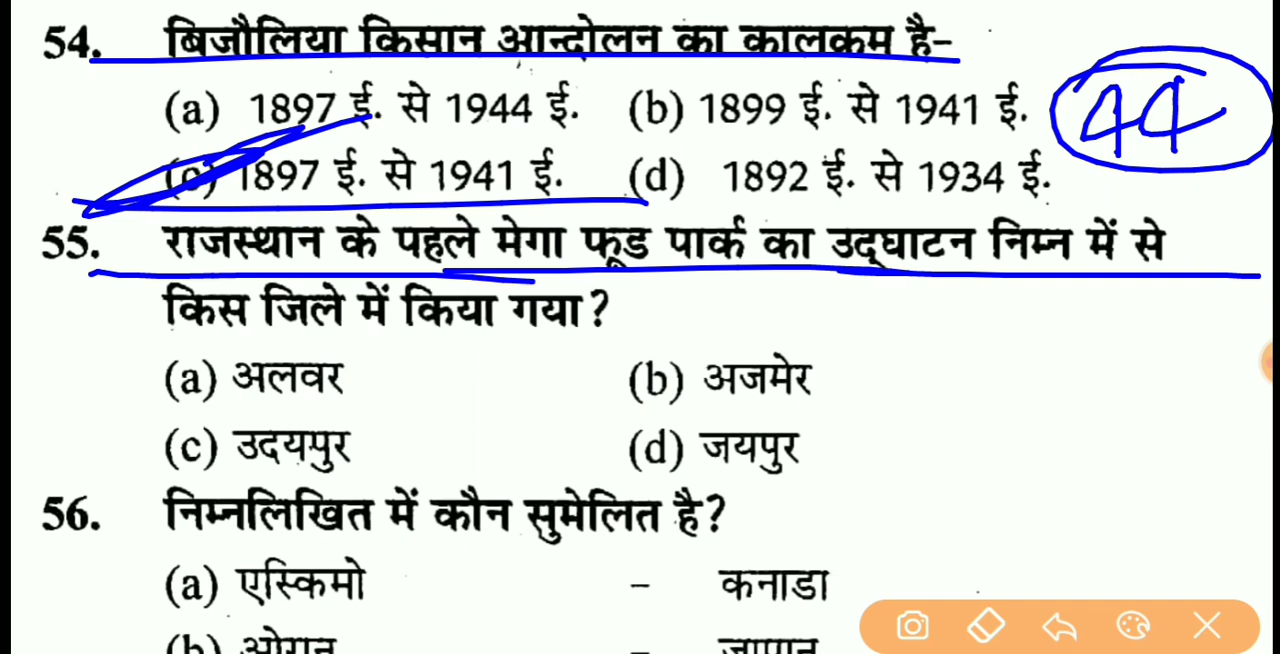 54. बिजौलिया किसान आन्दोलन का कालक्रम है-
(a) 1897 ई. से 1944 ई. (b) 1899 ई. से 1941 ई.
44
(c) 1897 ई. से 1941 ई. (d) 1892 ई. से 1934 ई.
55. राजस्थान के पहले मेगा फूड पार्क का उद्घाटन निम्न में से
किस जिले में किया गया?
(a) अलवर (b) अजमेर
(c) उदयपुर (d) जयपुर
56. निम्नलिखित में कौन सुमेलित है?
(a) एस्किमो - कनाडा